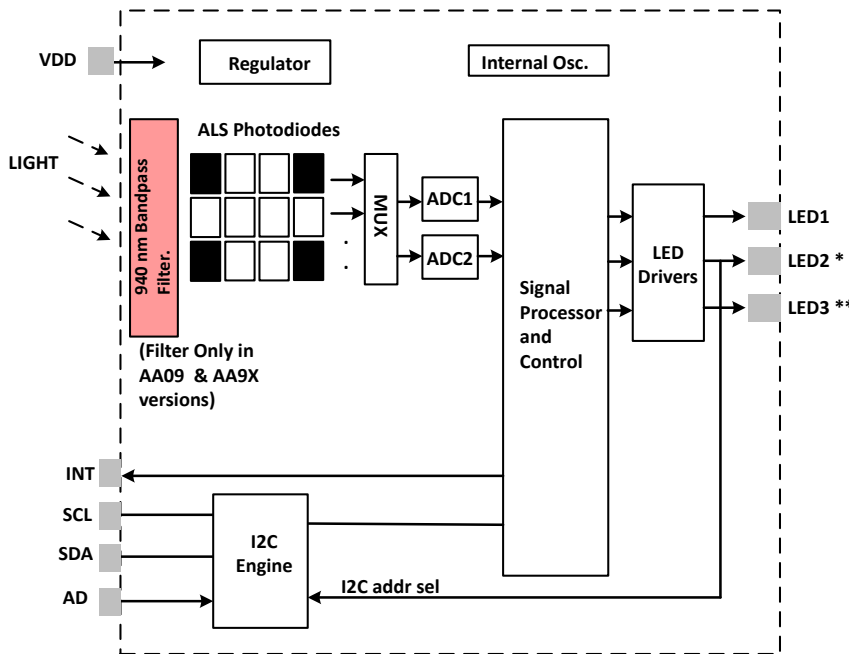 VDD
Regulator
Internal Osc.
LIGHT
940 nm Bandpass
Filter.
ALS Photodiodes
MUX
ADC1
ADC2
Signal
Processor
and
Control
LED
Drivers
LED1
LED2 *
LED3 **
(Filter Only in
AA09 & AA9X
versions)
INT
SCL
SDA
AD
I2C
Engine
I2C addr sel